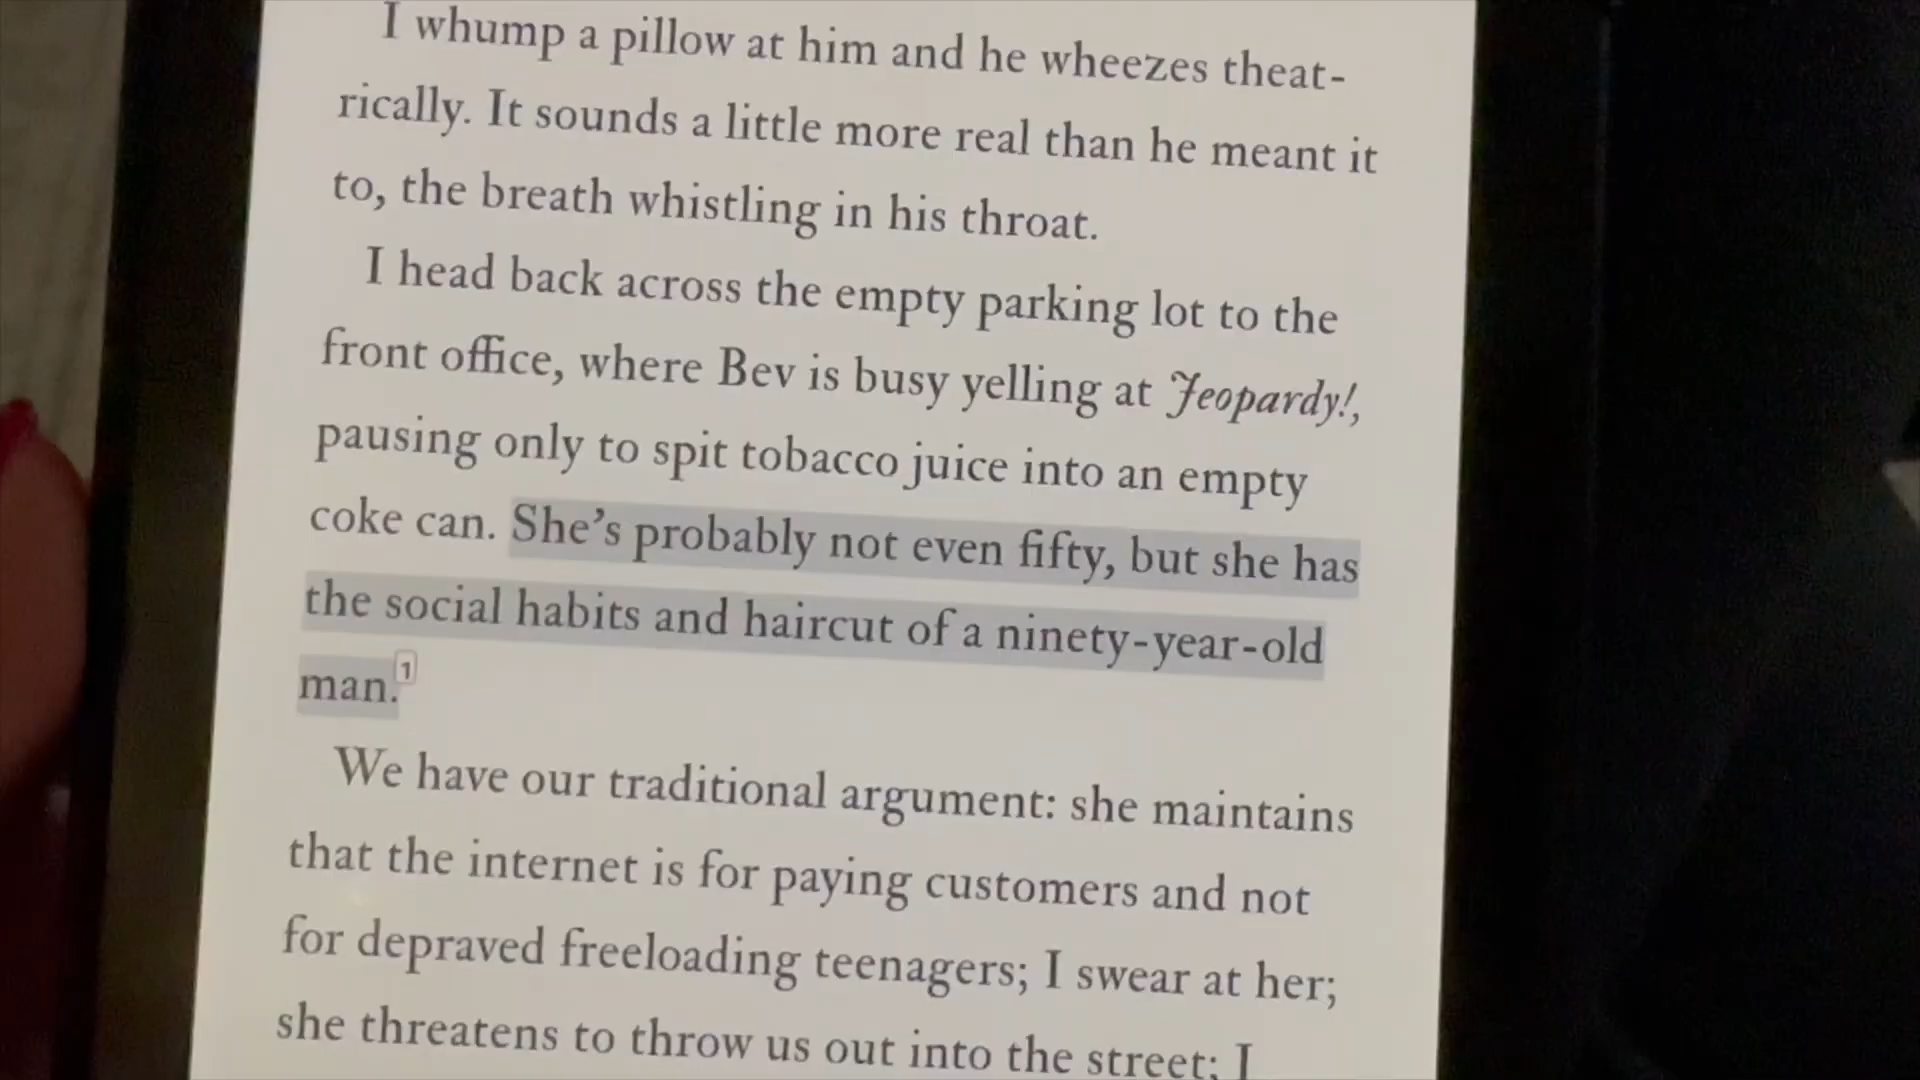 I whump a pillow at him and he wheezes theat-
rically. It sounds a little more real than he meant it
to, the breath whistling in his throat.
I head back across the empty parking lot to the
front office, where Bev is busy yelling at Jeopardy!,
pausing only to spit tobacco juice into an empty
coke can. She’s probably not even fifty, but she has
the social habits and haircut of a ninety-year-old
man.1
We have our traditional argument: she maintains
that the internet is for paying customers and not
for depraved freeloading teenagers; I swear at her;
she threatens to throw us out into the street; I